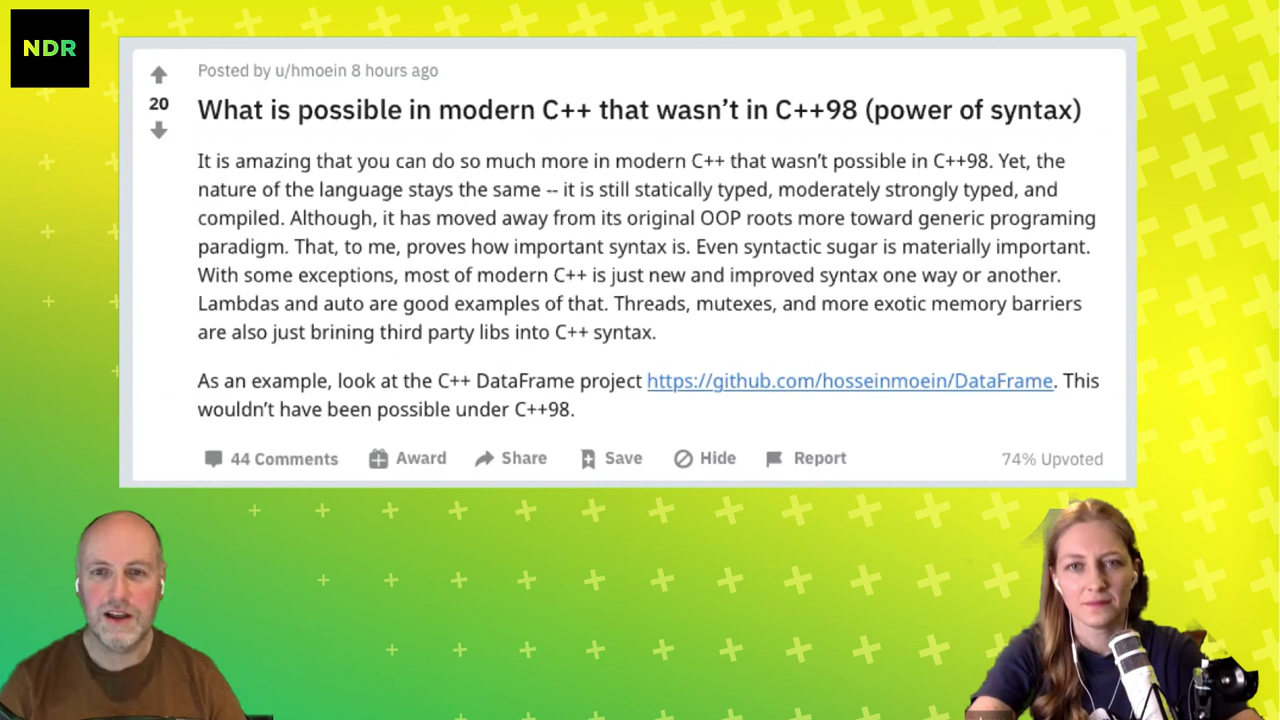 NDR
Posted by u/hmoein 8 hours ago
20
What is possible in modern C++ that wasn't in C++98 (power of syntax)
It is amazing that you can do so much more in modern C++ that wasn't possible in C++98. Yet, the
nature of the language stays the same -- it is still statically typed, moderately strongly typed, and
compiled. Although, it has moved away from its original OOP roots more toward generic programing
paradigm. That, to me, proves how important syntax is. Even syntactic sugar is materially important.
With some exceptions, most of modern C++ is just new and improved syntax one way or another.
Lambdas and auto are good examples of that. Threads, mutexes, and more exotic memory barriers
are also just brining third party libs into C++ syntax.
As an example, look at the C++ DataFrame project https://github.com/hosseinmoein/DataFrame. This
wouldn't have been possible under C++98.
44 Comments Award Share Save Hide Report 74% Upvoted